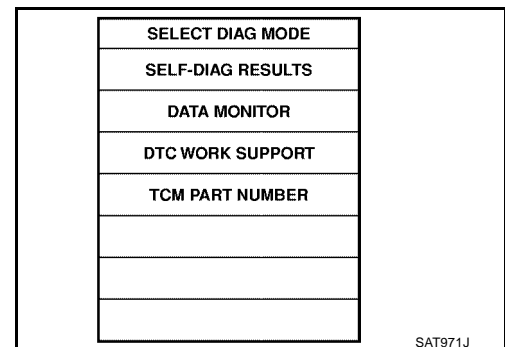 SELECT DIAG MODE
SELF-DIAG RESULTS
DATA MONITOR
DTC WORK SUPPORT
TCM PART NUMBER
SAT971J